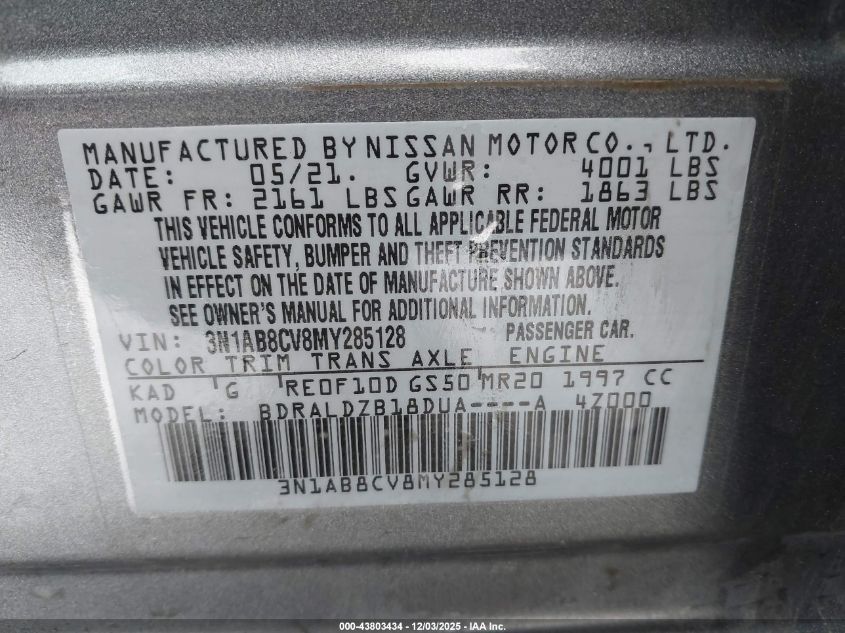 MANUFACTURED BY NISSAN MOTOR CO., LTD.
DATE: 05/21. GVWR: 4001 LBS
GAWR FR: 2161 LBS GAWR RR: 1863 LBS
THIS VEHICLE CONFORMS TO ALL APPLICABLE FEDERAL MOTOR
VEHICLE SAFETY, BUMPER AND THEFT PREVENTION STANDARDS
IN EFFECT ON THE DATE OF MANUFACTURE SHOWN ABOVE.
SEE OWNER'S MANUAL FOR ADDITIONAL INFORMATION.
VIN: 3N1AB8CV8MY285128 PASSENGER CAR.
COLOR TRIM TRANS AXLE ENGINE
KAD G RE0F10D GS50 MR20 1997 CC
MODEL: BDRALDZB18DUA----A 4Z000
3N1AB8CV8MY285128
000-43803434 - 12/03/2025 - IAA Inc.